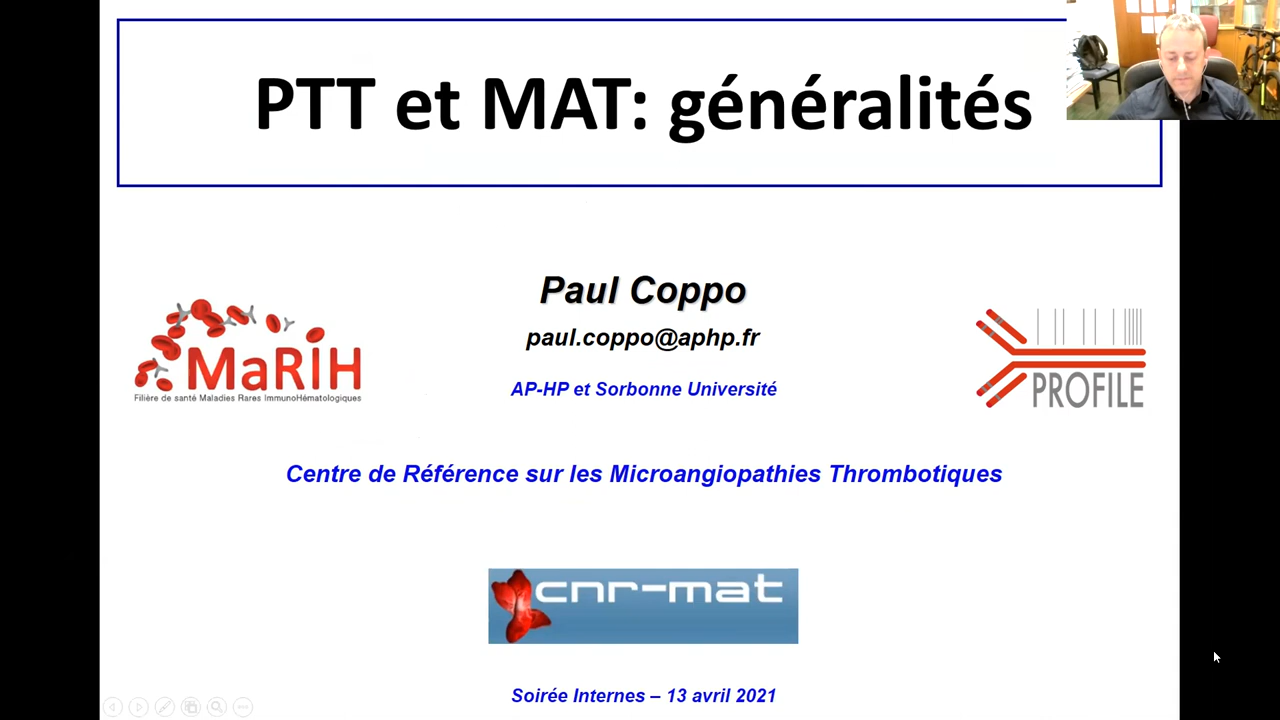 PTT et MAT: généralités
Paul Coppo
paul.coppo@aphp.fr
AP-HP et Sorbonne Université
MaRIH
Filière de santé Maladies Rares ImmunoHématologiques
PROFILE
Centre de Référence sur les Microangiopathies Thrombotiques
cnr-mat
Soirée Internes – 13 avril 2021